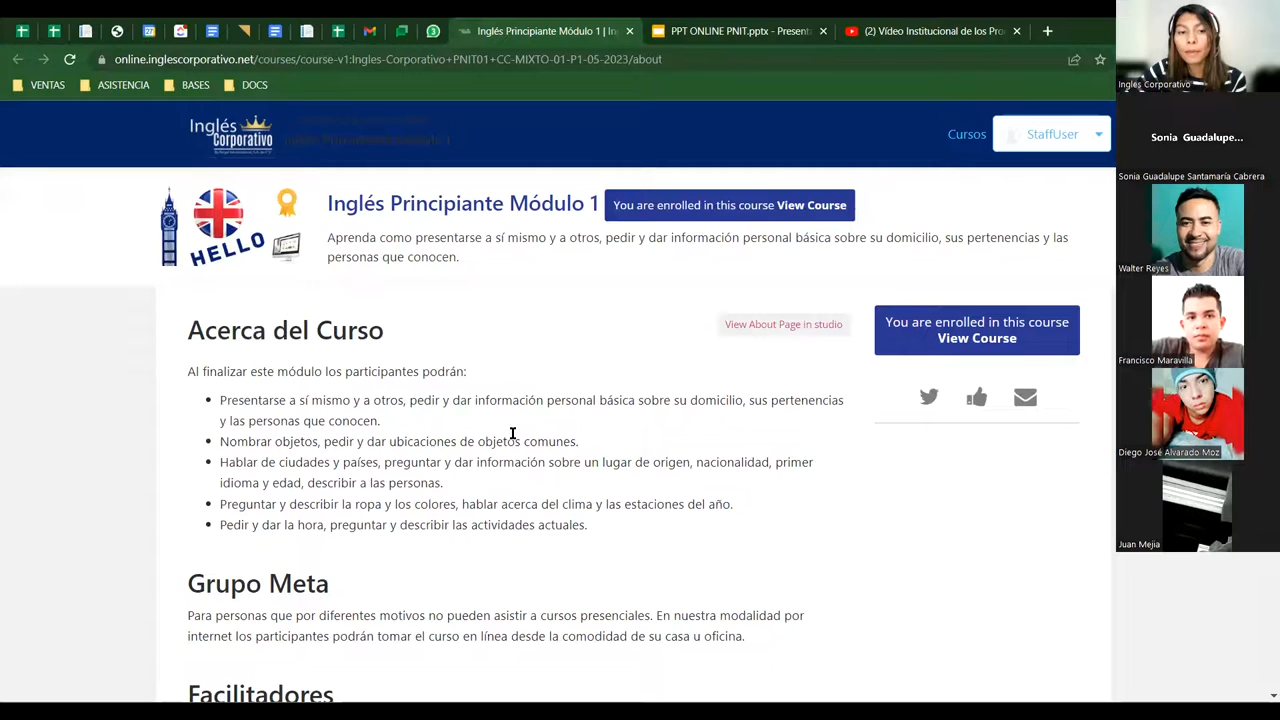 Inglés Principiante Módulo 1 | In
PPT ONLINE PNIT.pptx - Present
(2) Vídeo Institucional de los Pro
online.inglescorporativo.net/courses/course-v1:Ingles-Corporativo+PNIT01+CC-MIXTO-01-P1-05-2023/about
VENTAS
ASISTENCIA
BASES
DOCS
Inglés
Corporativo
Cursos
StaffUser
HELLO
Inglés Principiante Módulo 1
You are enrolled in this course View Course
Aprenda como presentarse a sí mismo y a otros, pedir y dar información personal básica sobre su domicilio, sus pertenencias y las
personas que conocen.
Acerca del Curso
View About Page in studio
You are enrolled in this course
View Course
Al finalizar este módulo los participantes podrán:
Presentarse a sí mismo y a otros, pedir y dar información personal básica sobre su domicilio, sus pertenencias
y las personas que conocen.
Nombrar objetos, pedir y dar ubicaciones de objetos comunes.
Hablar de ciudades y países, preguntar y dar información sobre un lugar de origen, nacionalidad, primer
idioma y edad, describir a las personas.
Preguntar y describir la ropa y los colores, hablar acerca del clima y las estaciones del año.
Pedir y dar la hora, preguntar y describir las actividades actuales.
Grupo Meta
Para personas que por diferentes motivos no pueden asistir a cursos presenciales. En nuestra modalidad por
internet los participantes podrán tomar el curso en línea desde la comodidad de su casa u oficina.
Facilitadores
Inglés Corporativo
Sonia Guadalupe...
Sonia Guadalupe Santamaría Cabrera
Walter Reyes
Francisco Maravilla
Diego José Alvarado Moz
Juan Mejia